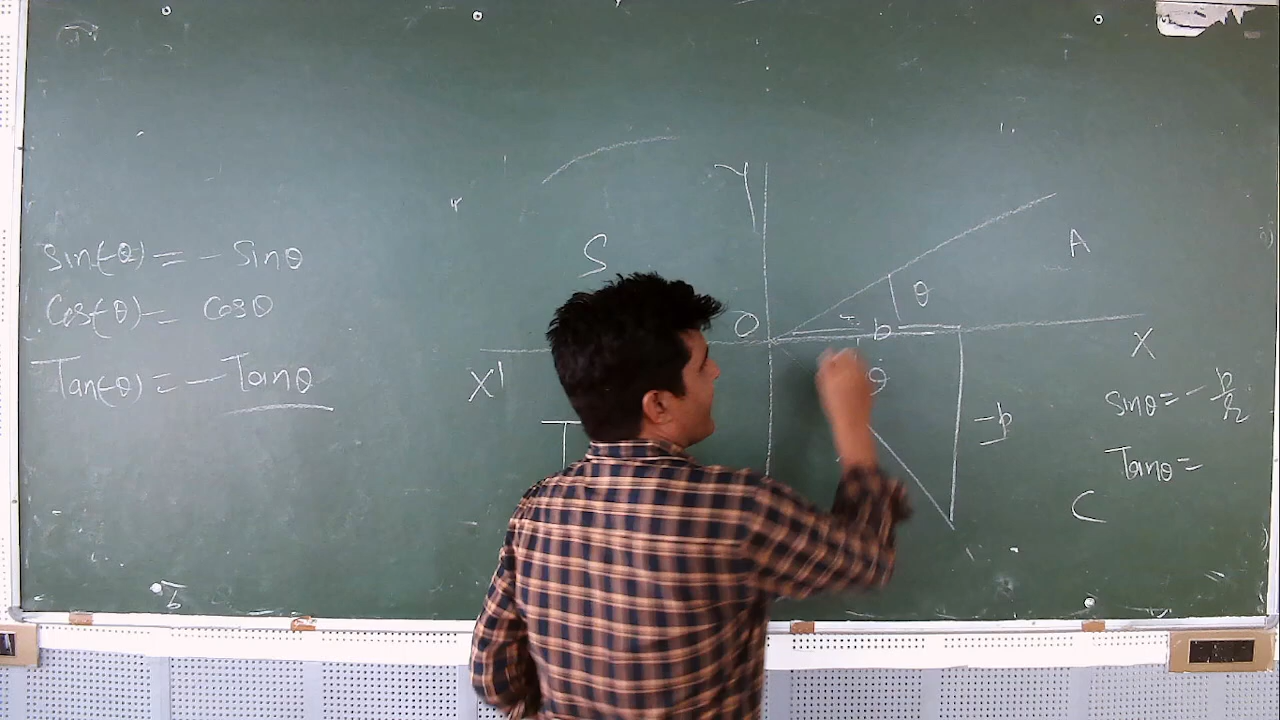 Sin(-θ) = - Sinθ
Cos(-θ) = Cosθ
Tan(-θ) = - Tanθ
Y
S
A
θ
O
b
X
X'
θ
Sinθ = - p/h
-p
Tanθ =
T
C